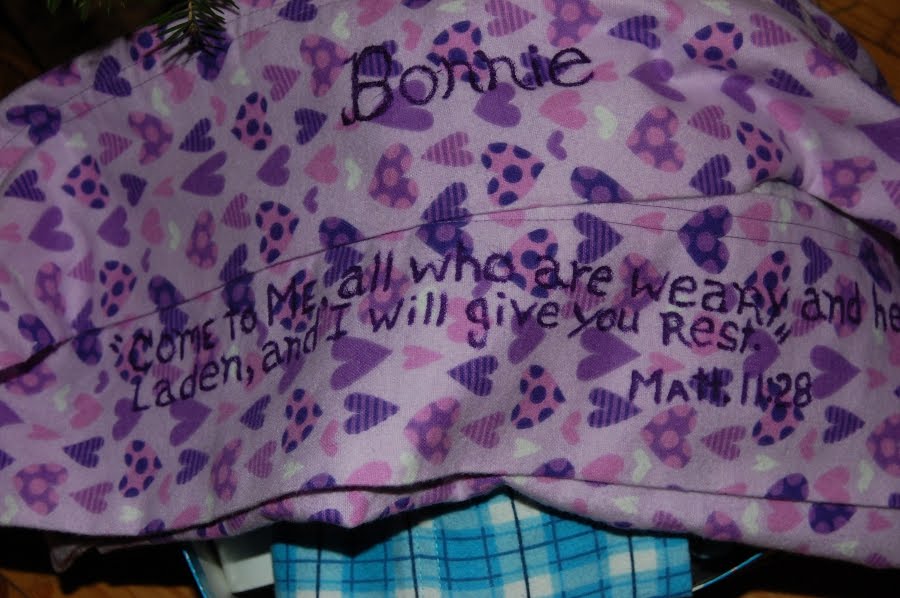 Bonnie
"Come to Me, all who are weary and he
Laden, and I will give you Rest."
Matt. 11:28